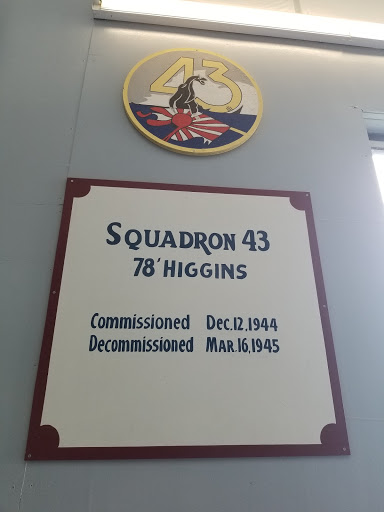 43
SQUADRON 43
78' HIGGINS
Commissioned Dec. 12, 1944
Decommissioned MAR. 16, 1945